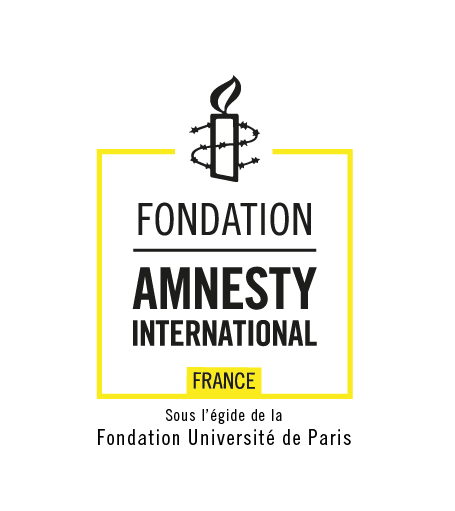 FONDATION
AMNESTY
INTERNATIONAL
FRANCE
Sous l'égide de la
Fondation Université de Paris